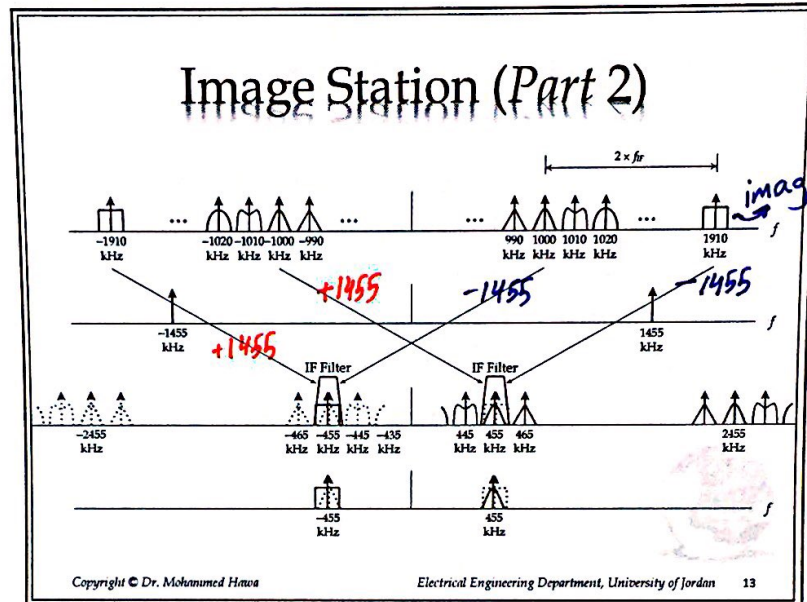 Image Station (Part 2)
2 × fIF
imag
... ... ... ...
−1910 kHz −1020 kHz −1010 −1000 kHz −990 kHz 990 kHz 1000 kHz 1010 kHz 1020 kHz 1910 kHz f
+1455 −1455 −1455
−1455 kHz 1455 kHz f
+1455
IF Filter IF Filter
−2455 kHz −465 kHz −455 kHz −445 kHz −435 kHz 445 kHz 455 kHz 465 kHz 2455 kHz
−455 kHz 455 kHz f
Copyright © Dr. Mohammed Hawa Electrical Engineering Department, University of Jordan 13